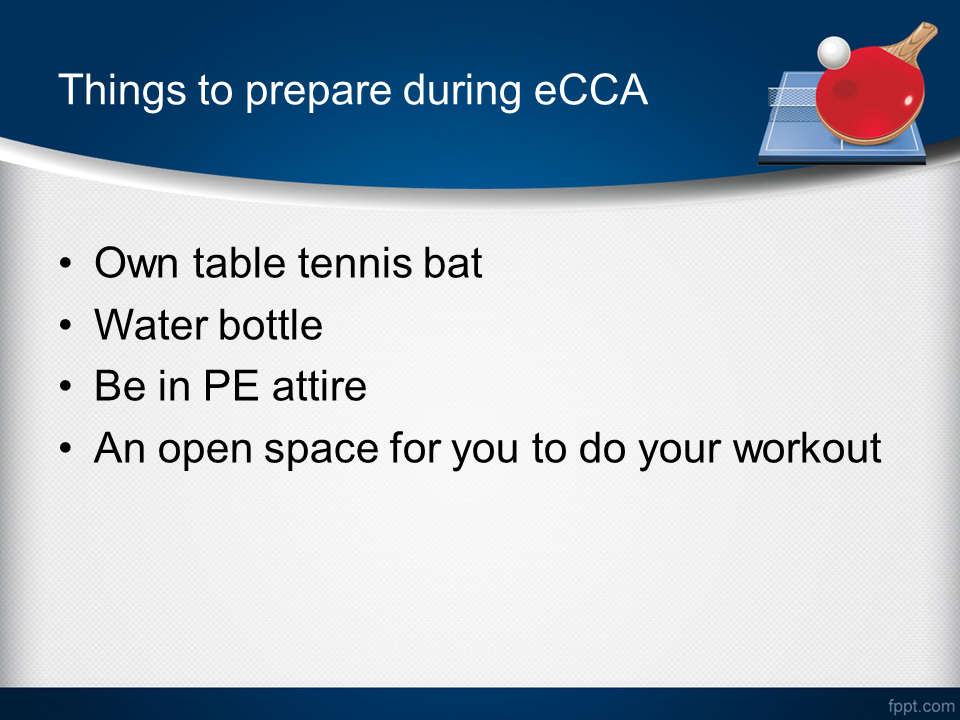 Things to prepare during eCCA
• Own table tennis bat
• Water bottle
• Be in PE attire
• An open space for you to do your workout
fppt.com